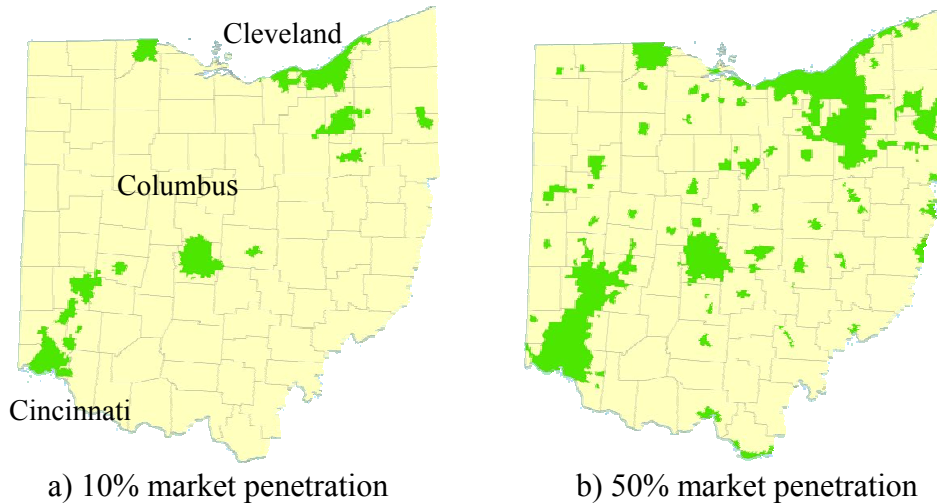 Cleveland
Columbus
Cincinnati
a) 10% market penetration
b) 50% market penetration